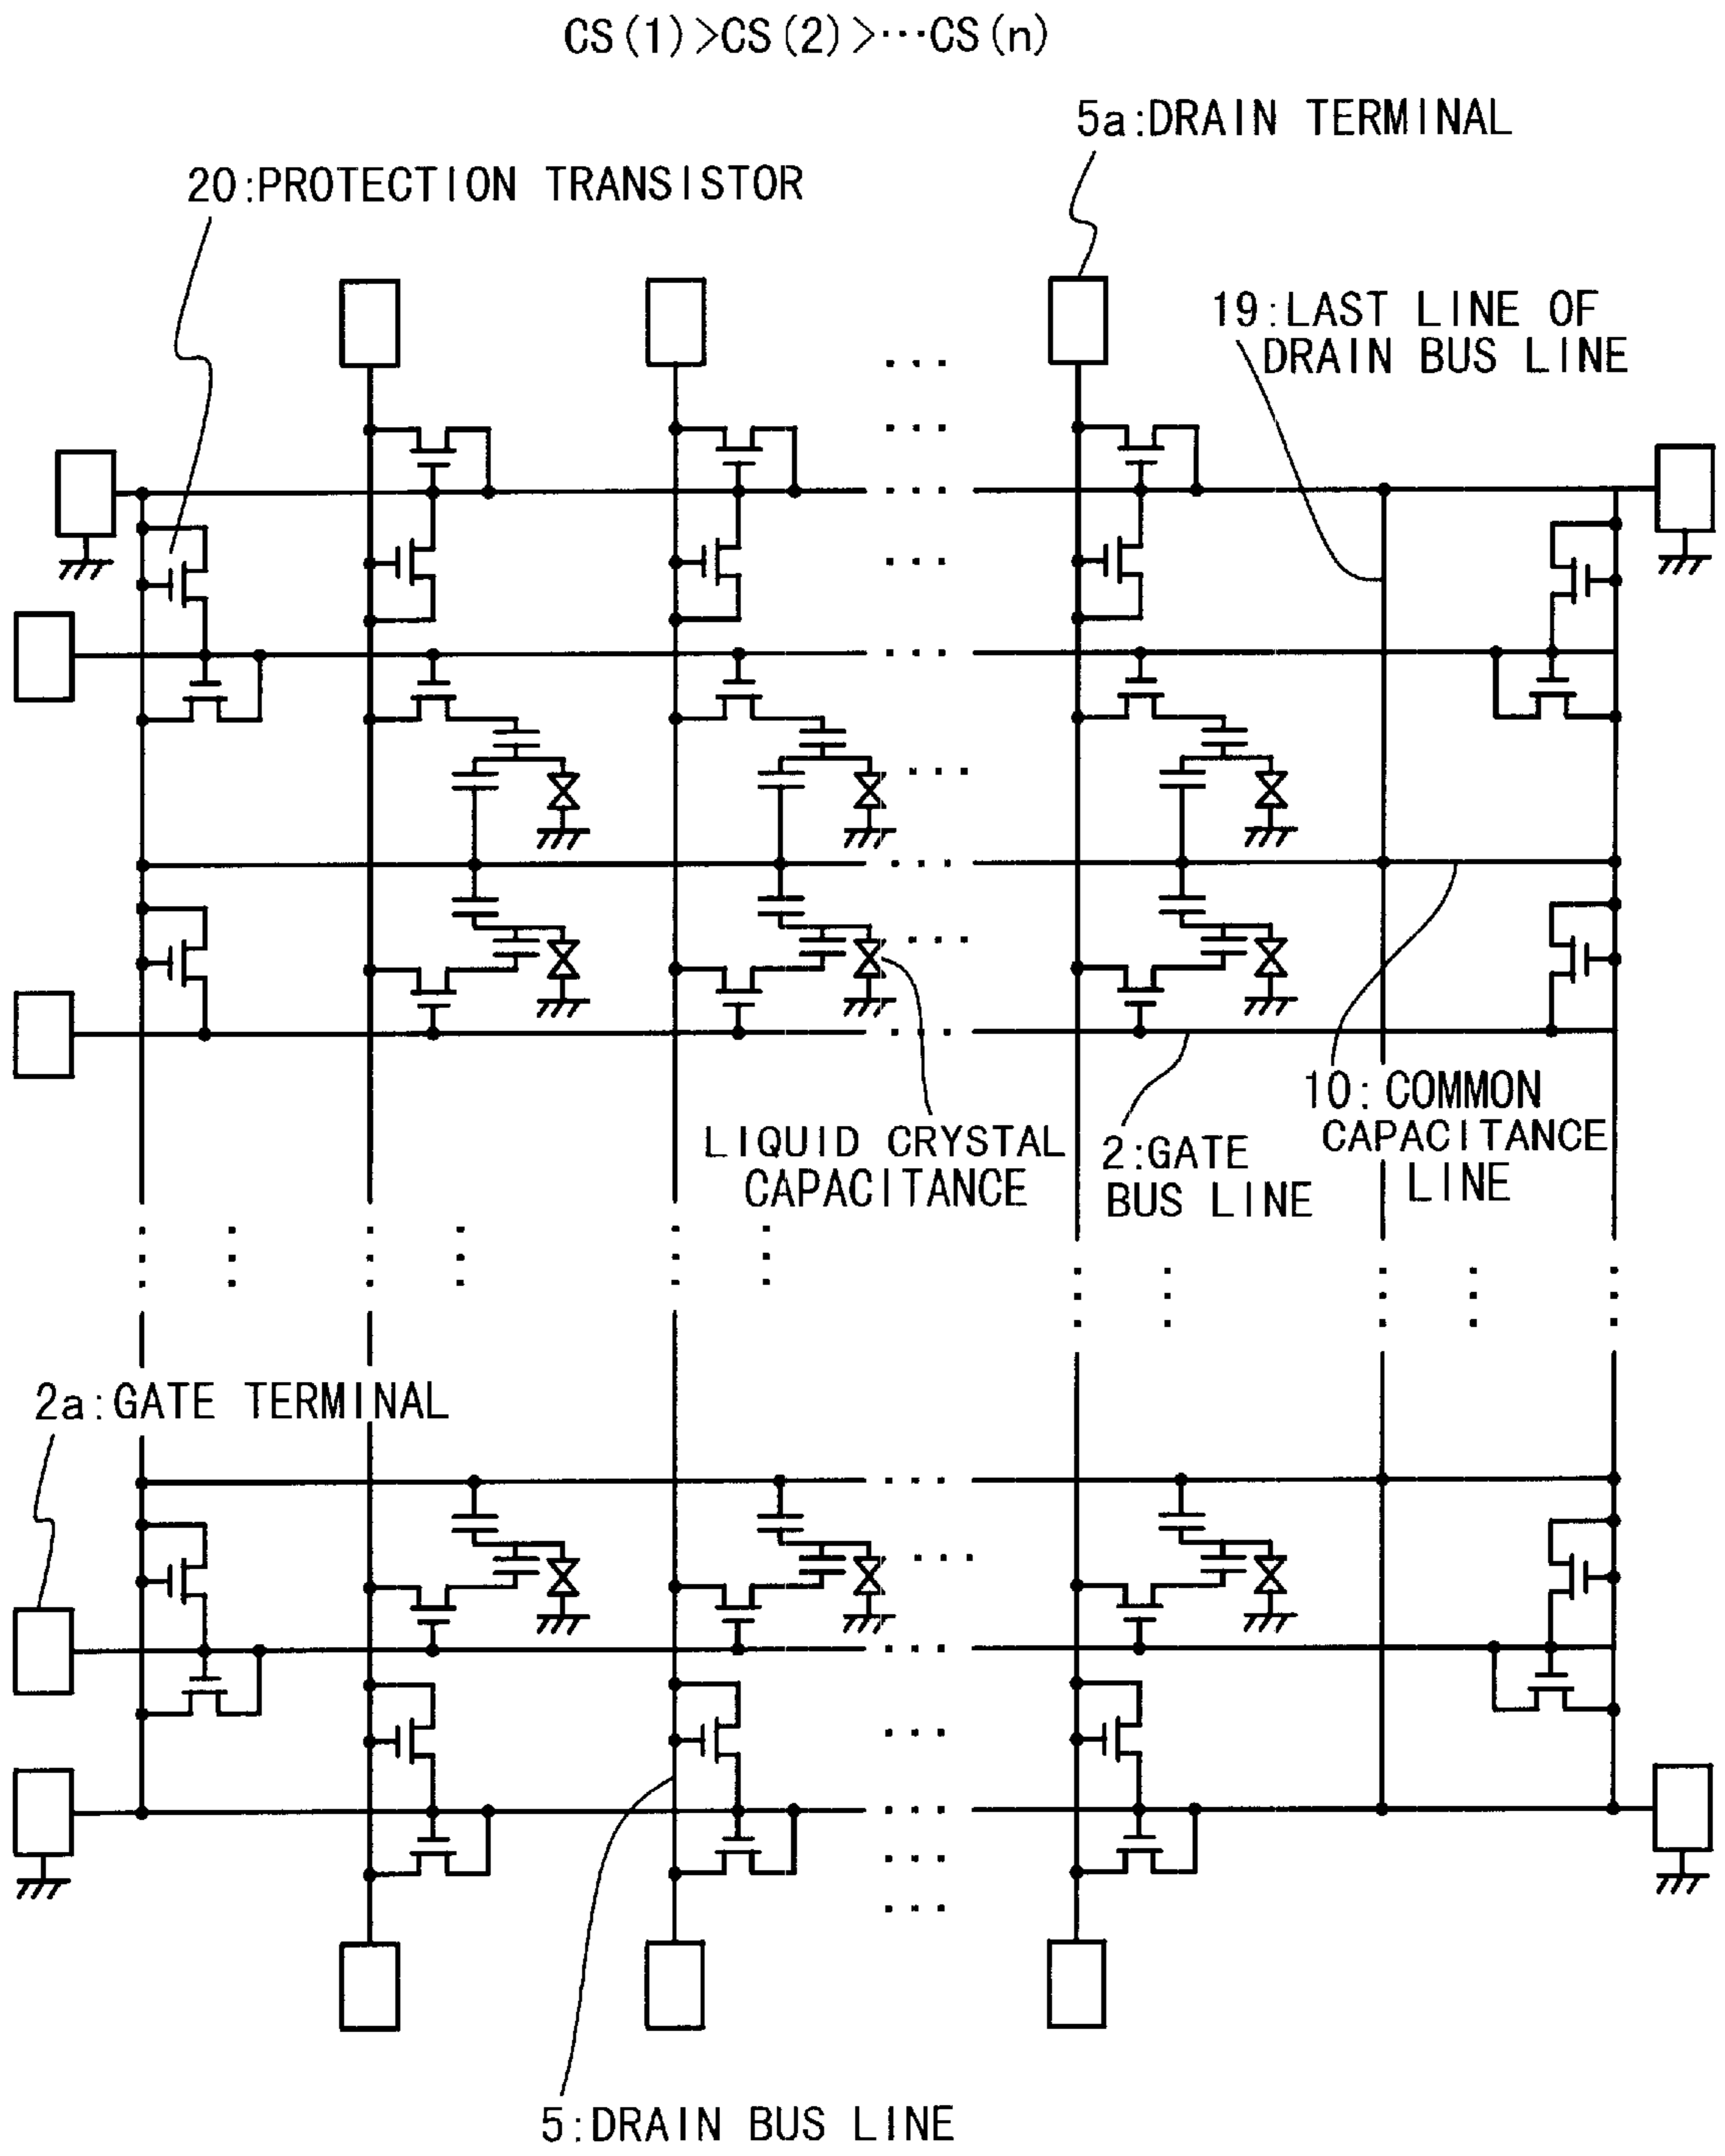 CS(1)>CS(2)>···CS(n)
5a:DRAIN TERMINAL
20:PROTECTION TRANSISTOR
19:LAST LINE OF
DRAIN BUS LINE
10:COMMON
CAPACITANCE
LINE
LIQUID CRYSTAL
CAPACITANCE
2:GATE
BUS LINE
2a:GATE TERMINAL
5:DRAIN BUS LINE